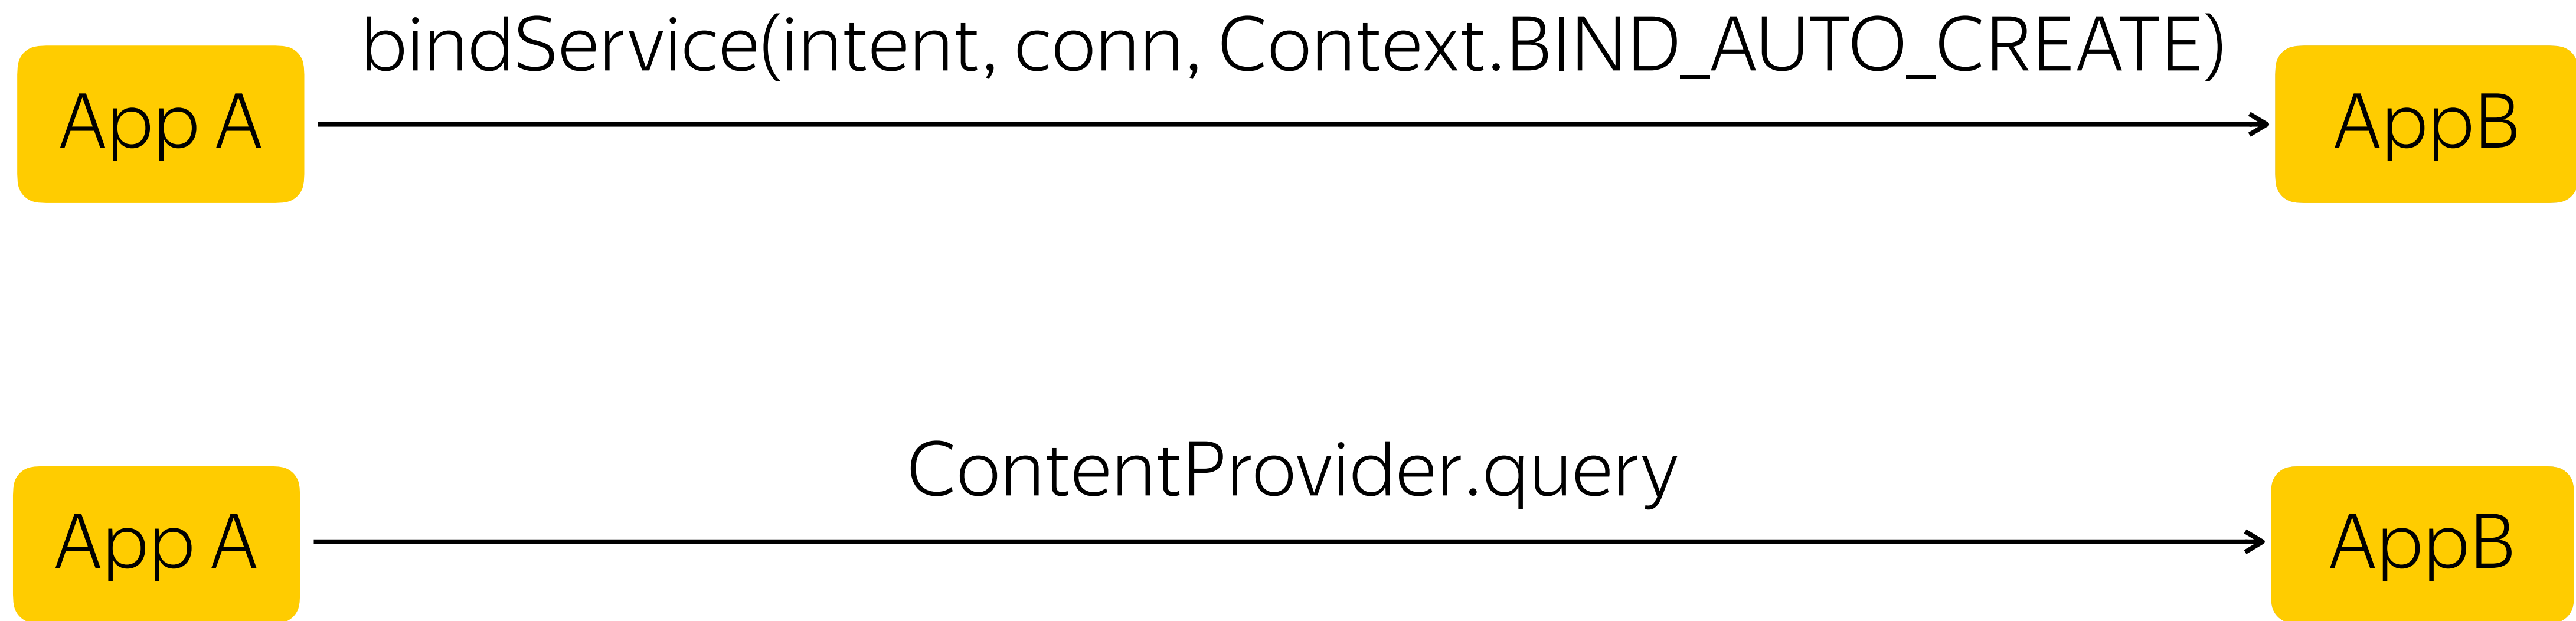 bindService(intent, conn, Context.BIND_AUTO_CREATE)
App A
AppB
ContentProvider.query
App A
AppB